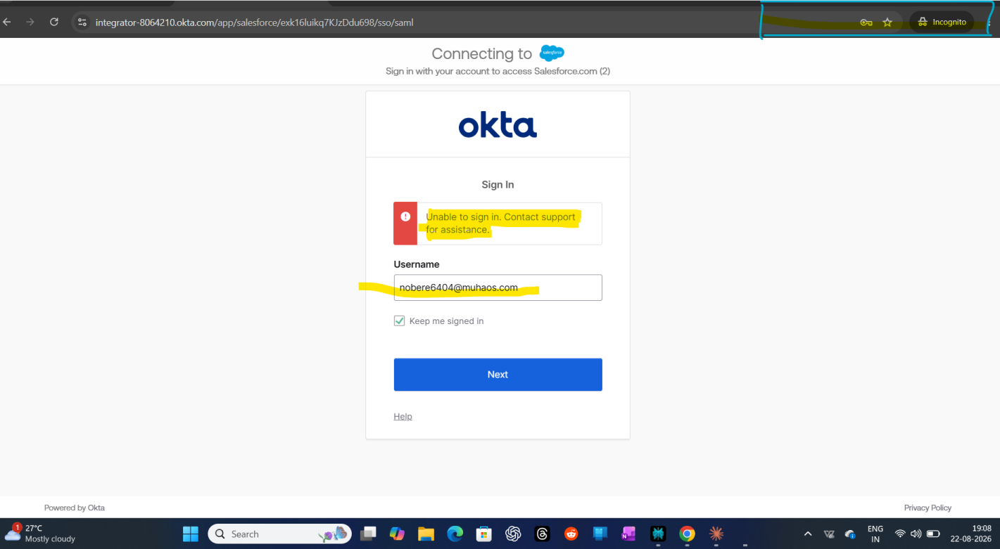 integrator-8064210.okta.com/app/salesforce/exk16luikq7KJzDdu698/sso/saml
Incognito
Connecting to salesforce
Sign in with your account to access Salesforce.com (2)
okta
Sign In
Unable to sign in. Contact support
for assistance.
Username
nobere6404@muhaos.com
Keep me signed in
Next
Help
Powered by Okta
Privacy Policy
1
27°C
Mostly cloudy
Search
ENG
IN
19:08
22-08-2026